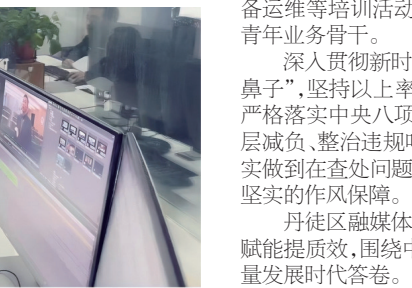 备运维等培训活动
青年业务骨干。
深入贯彻新时
鼻子”,坚持以上率
严格落实中央八项
层减负、整治违规吃
实做到在查处问题
坚实的作风保障。
丹徒区融媒体
赋能提质效,围绕中
量发展时代答卷。